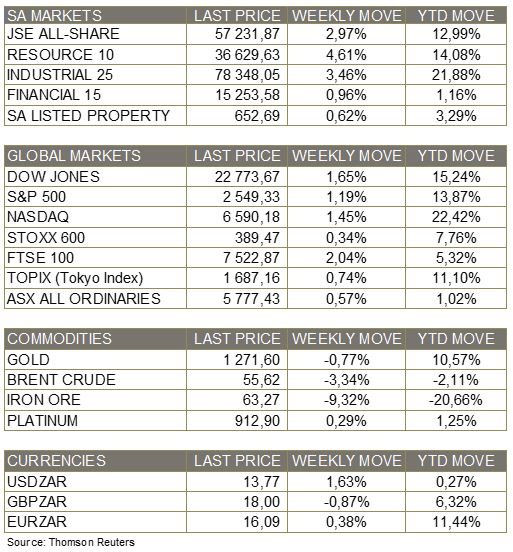 SA MARKETS LAST PRICE WEEKLY MOVE YTD MOVE
JSE ALL-SHARE 57 231,87 2,97% 12,99%
RESOURCE 10 36 629,63 4,61% 14,08%
INDUSTRIAL 25 78 348,05 3,46% 21,88%
FINANCIAL 15 15 253,58 0,96% 1,16%
SA LISTED PROPERTY 652,69 0,62% 3,29%
GLOBAL MARKETS LAST PRICE WEEKLY MOVE YTD MOVE
DOW JONES 22 773,67 1,65% 15,24%
S&P 500 2 549,33 1,19% 13,87%
NASDAQ 6 590,18 1,45% 22,42%
STOXX 600 389,47 0,34% 7,76%
FTSE 100 7 522,87 2,04% 5,32%
TOPIX (Tokyo Index) 1 687,16 0,74% 11,10%
ASX ALL ORDINARIES 5 777,43 0,57% 1,02%
COMMODITIES LAST PRICE WEEKLY MOVE YTD MOVE
GOLD 1 271,60 -0,77% 10,57%
BRENT CRUDE 55,62 -3,34% -2,11%
IRON ORE 63,27 -9,32% -20,66%
PLATINUM 912,90 0,29% 1,25%
CURRENCIES LAST PRICE WEEKLY MOVE YTD MOVE
USDZAR 13,77 1,63% 0,27%
GBPZAR 18,00 -0,87% 6,32%
EURZAR 16,09 0,38% 11,44%
Source: Thomson Reuters